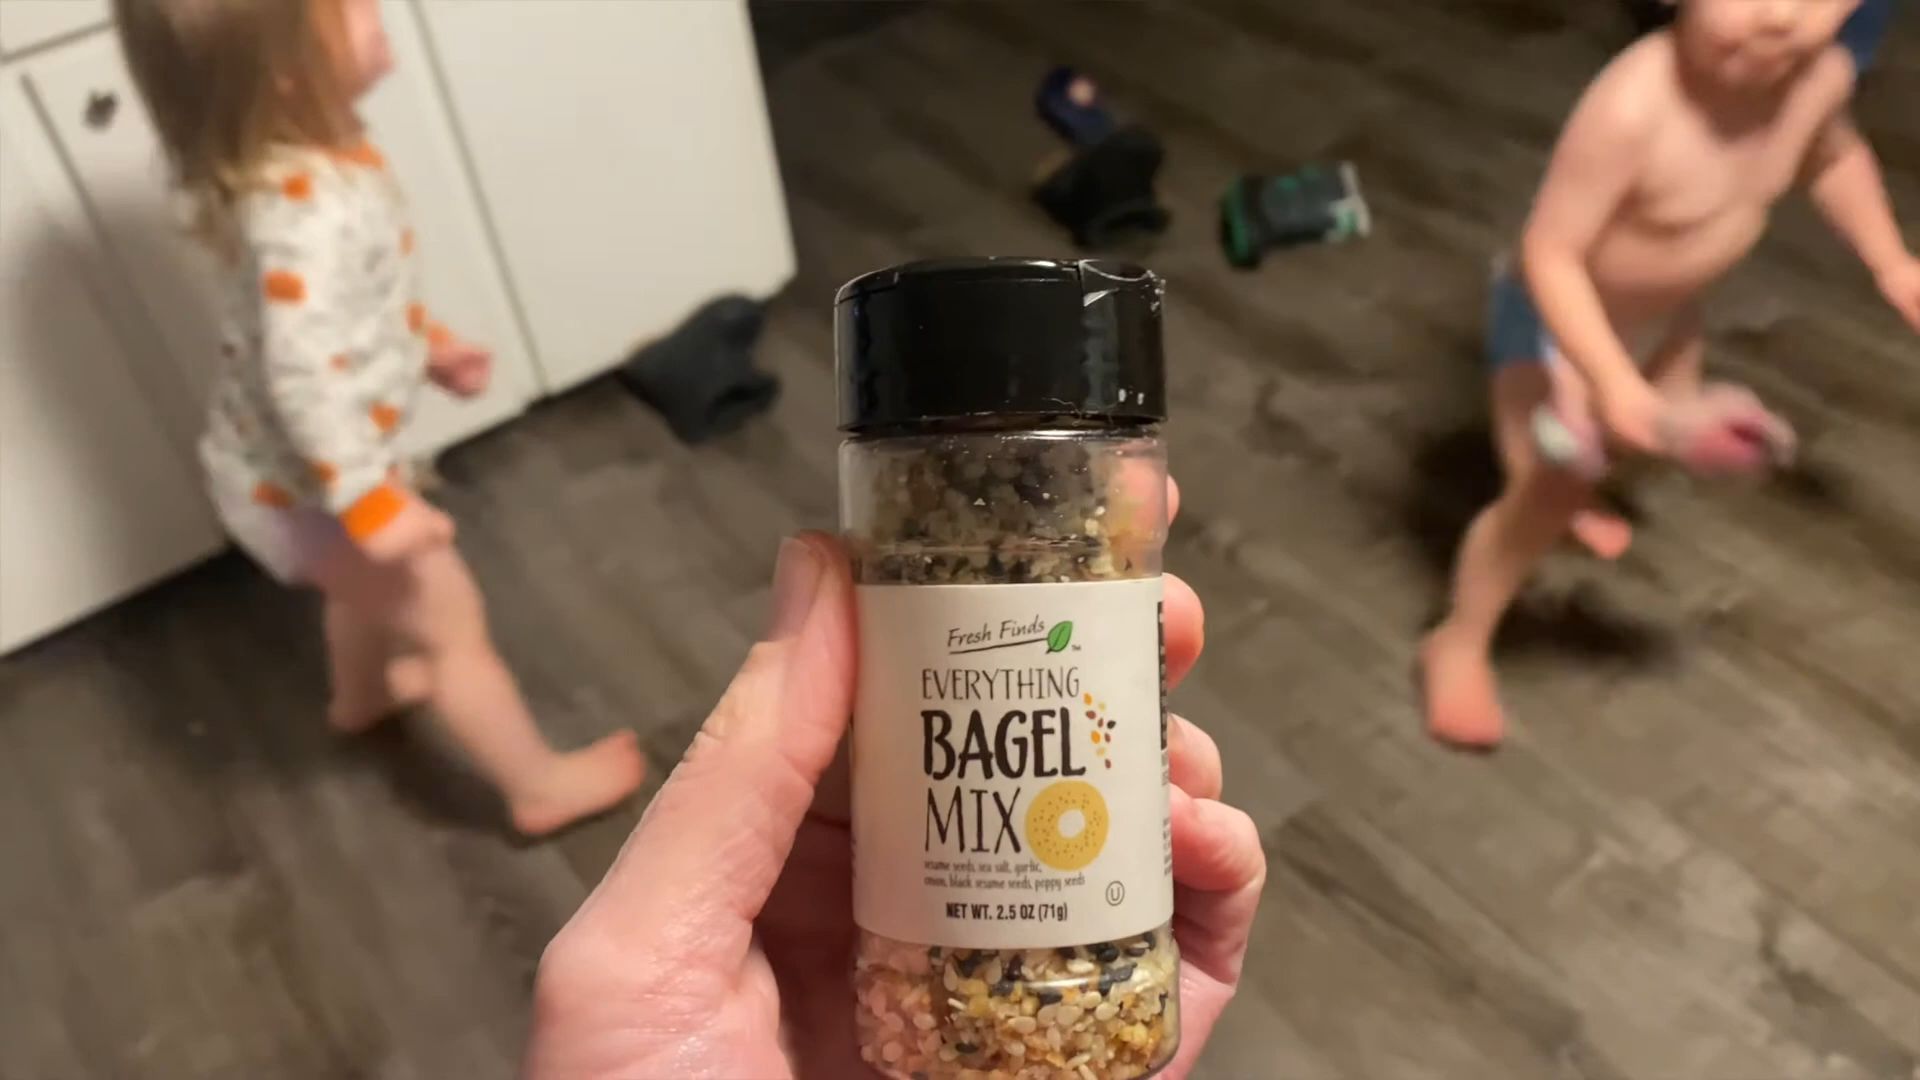 Fresh Finds
TM
EVERYTHING
BAGEL
MIX
sesame seeds, sea salt, garlic,
onion, black sesame seeds, poppy seeds
U
NET WT. 2.5 OZ (71g)